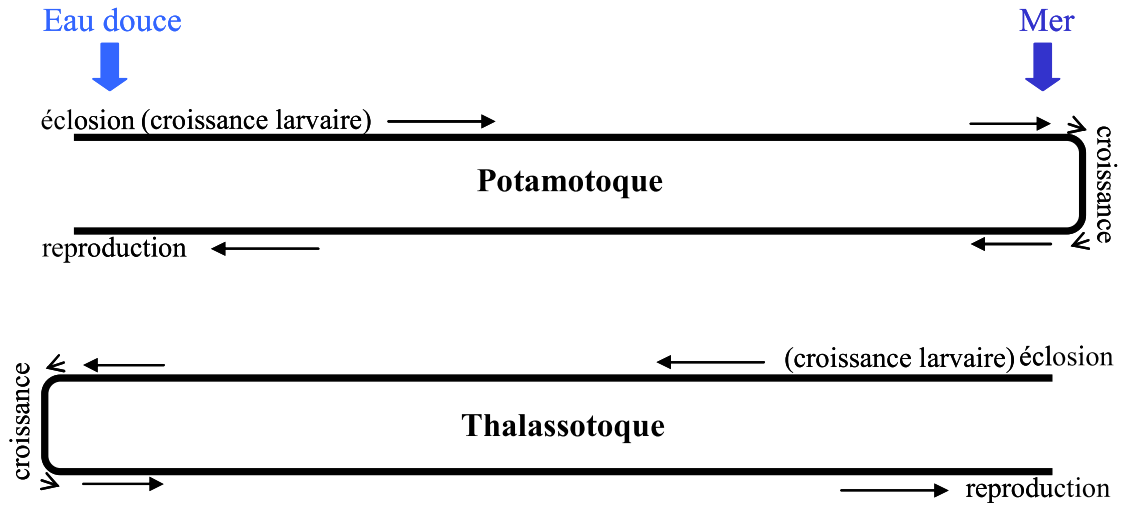 Eau douce
Mer
éclosion (croissance larvaire)
croissance
Potamotoque
reproduction
(croissance larvaire) éclosion
croissance
Thalassotoque
reproduction